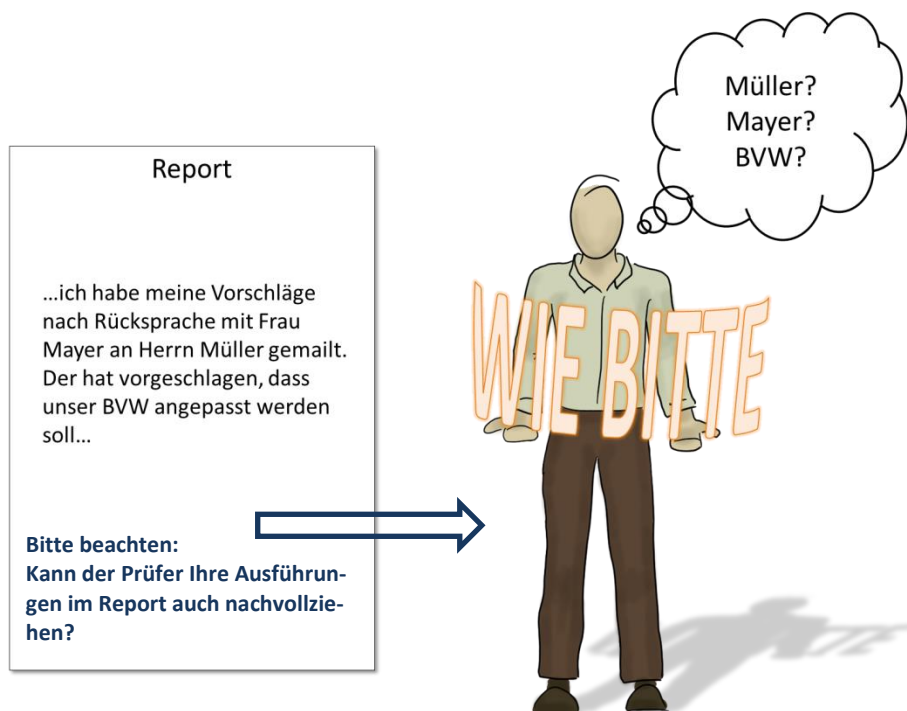 Report
...ich habe meine Vorschläge
nach Rücksprache mit Frau
Mayer an Herrn Müller gemailt.
Der hat vorgeschlagen, dass
unser BVW angepasst werden
soll...
Bitte beachten:
Kann der Prüfer Ihre Ausführun-
gen im Report auch nachvollzie-
hen?
Müller?
Mayer?
BVW?
WIE BITTE